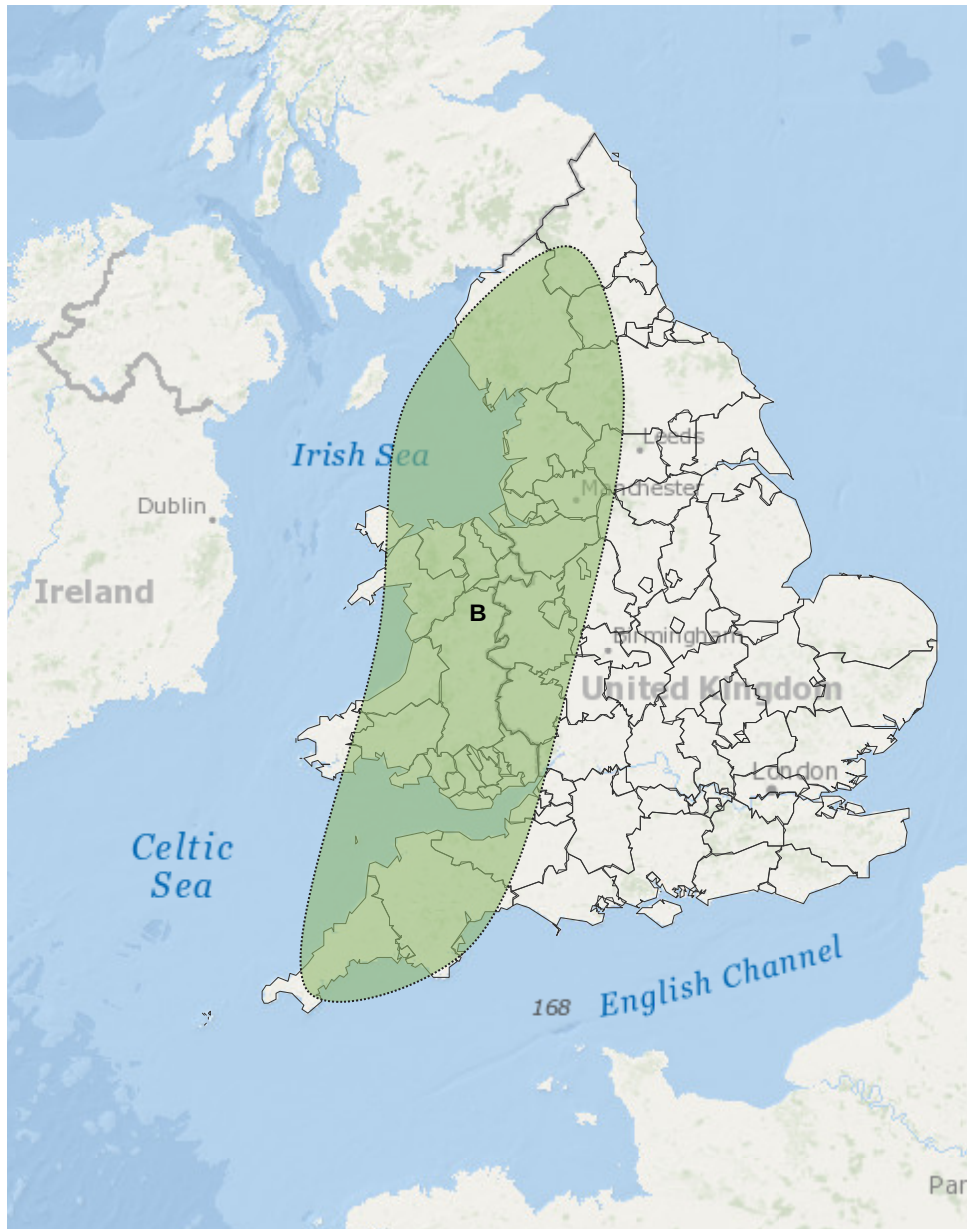 Leeds
Irish Sea
Manchester
Dublin
Ireland
B
Birmingham
United Kingdom
London
Celtic
Sea
English Channel
168
Par